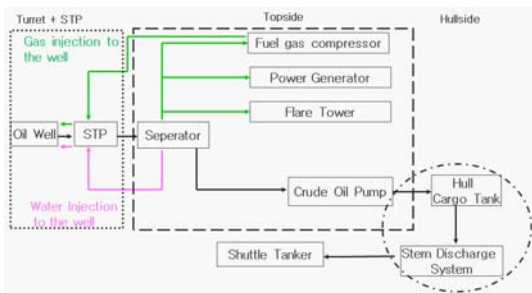 Turret + STP
Topside
Hullside
Gas injection to
the well
Fuel gas compressor
Power Generator
Flare Tower
Oil Well
STP
Seperator
Crude Oil Pump
Hull
Cargo Tank
Water Injection
to the well
Shuttle Tanker
Stern Discharge
System